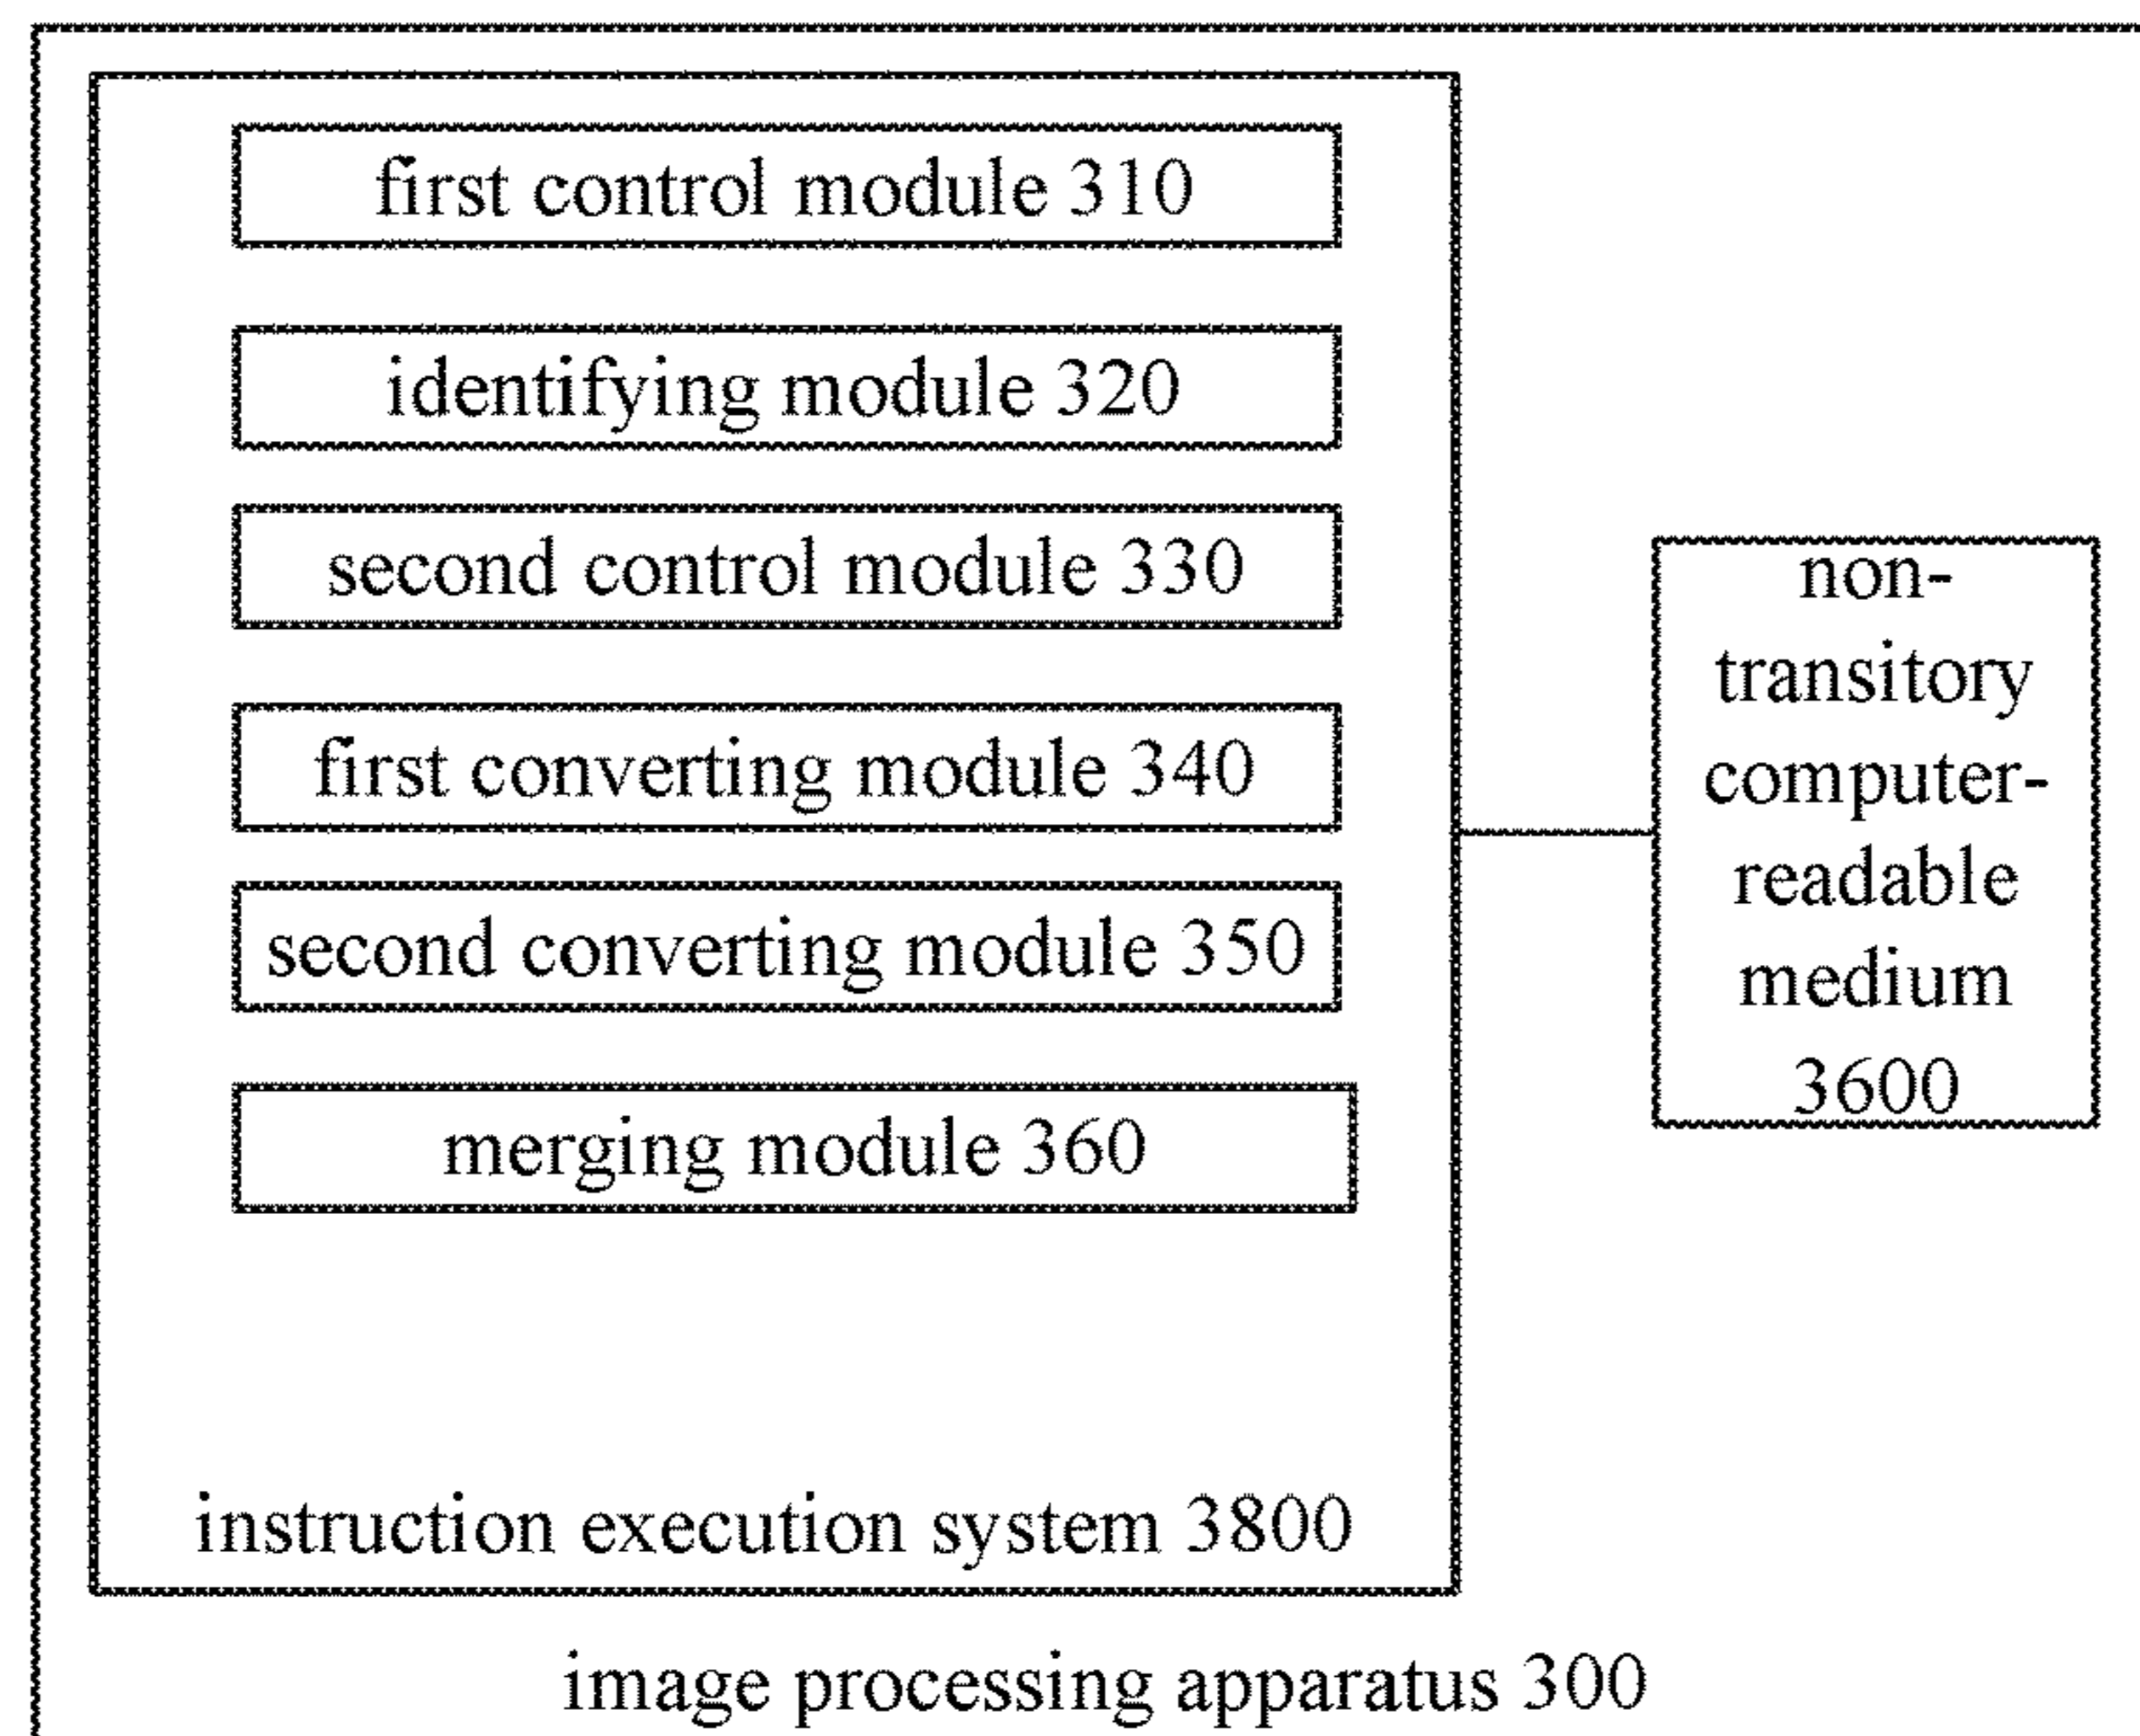 first control module 310
identifying module 320
second control module 330
first converting module 340
second converting module 350
merging module 360
instruction execution system 3800
non-
transitory
computer-
readable
medium
3600
image processing apparatus 300